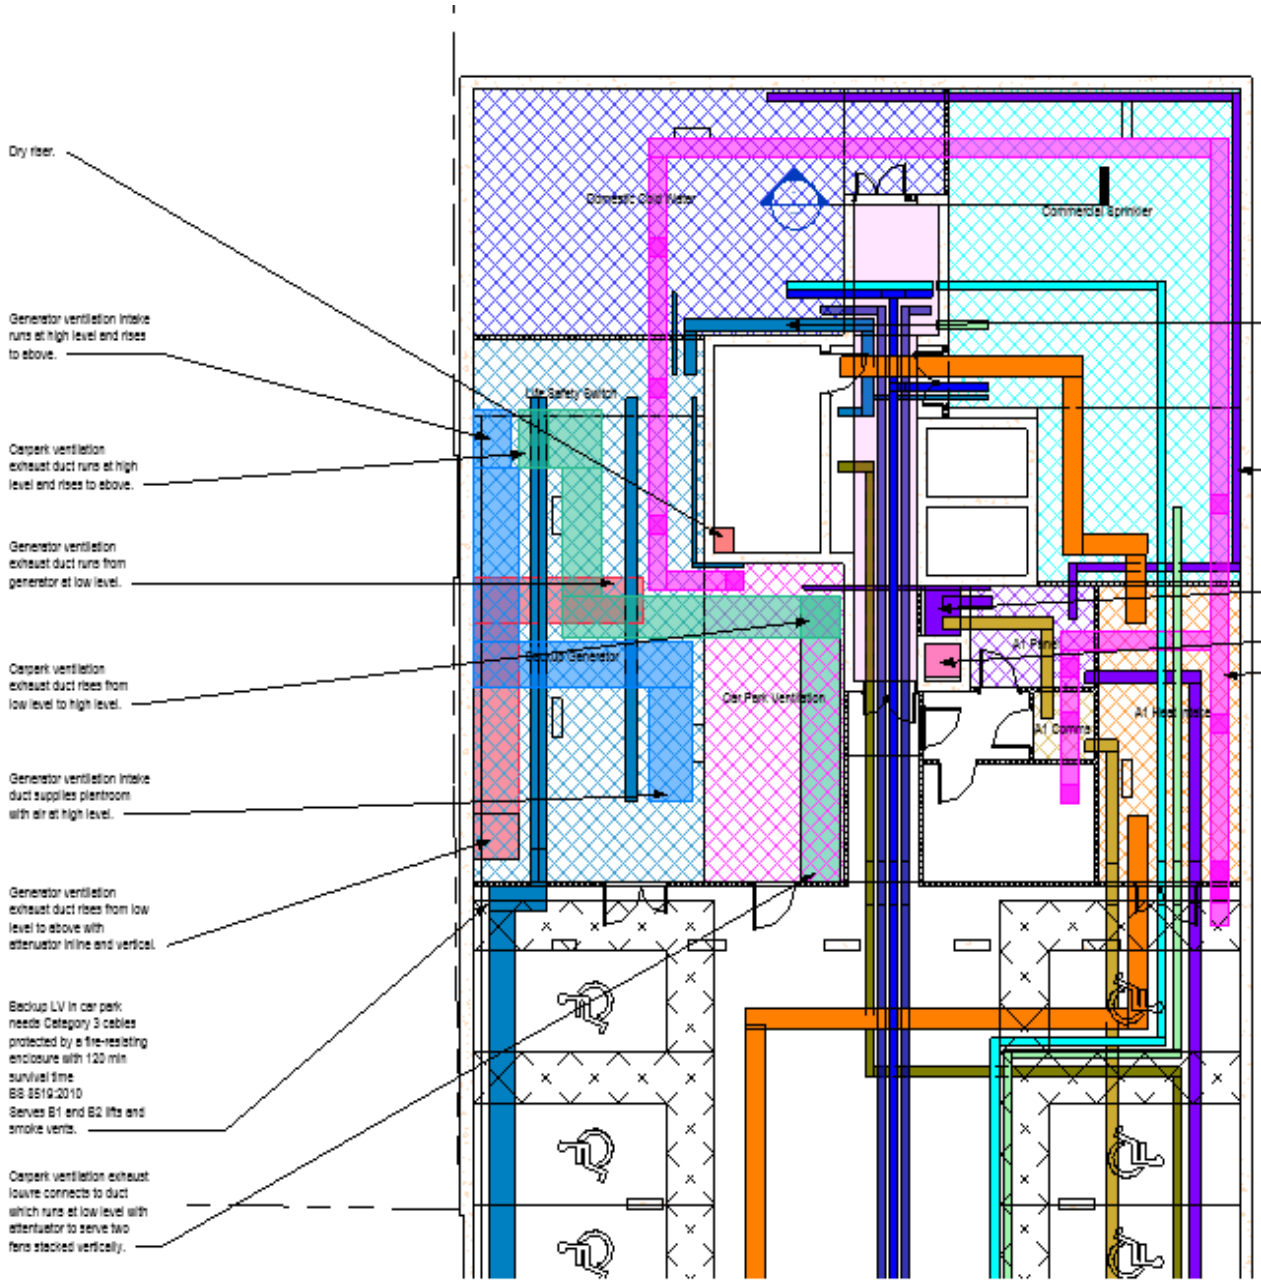 Dry riser.
Generator ventilation intake
runs at high level and rises
to above.
Carpark ventilation
exhaust duct runs at high
level and rises to above.
Generator ventilation
exhaust duct runs from
generator at low level.
Carpark ventilation
exhaust duct rises from
low level to high level.
Generator ventilation intake
duct supplies plantroom
with air at high level.
Generator ventilation
exhaust duct rises from low
level to above with
attenuator inline and vertical.
Backup LV in car park
needs Category 3 cables
protected by a fire-resisting
enclosure with 120 min
survival time
BS 8519:2010
Serves B1 and B2 lifts and
smoke vents.
Carpark ventilation exhaust
louvre connects to duct
which runs at low level with
attentuator to serve two
fans stacked vertically.
Domestic Cold Water
Commercial Sprinkler
Life Safety Switch
Backup Generator
A1 Panel
Car Park Ventilation
A1 Comms
A1 Heat Intake